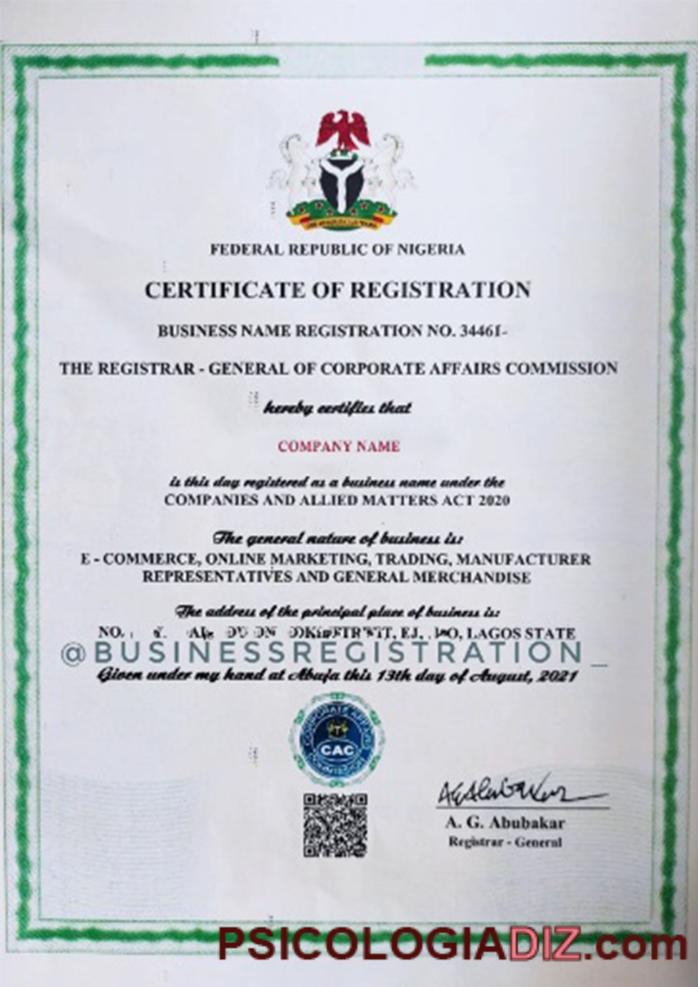 FEDERAL REPUBLIC OF NIGERIA
CERTIFICATE OF REGISTRATION
BUSINESS NAME REGISTRATION NO. 34461-
THE REGISTRAR - GENERAL OF CORPORATE AFFAIRS COMMISSION
hereby certifies that
COMPANY NAME
is this day registered as a business name under the
COMPANIES AND ALLIED MATTERS ACT 2020
The general nature of business is:
E - COMMERCE, ONLINE MARKETING, TRADING, MANUFACTURER
REPRESENTATIVES AND GENERAL MERCHANDISE
The address of the principal place of business is:
NO. LAGOS STATE
@BUSINESSREGISTRATION_
Given under my hand at Abuja this 13th day of August, 2021
CORPORATE AFFAIRS
CAC
COMMISSION
A. G. Abubakar
Registrar - General
PSICOLOGIADIZ.com